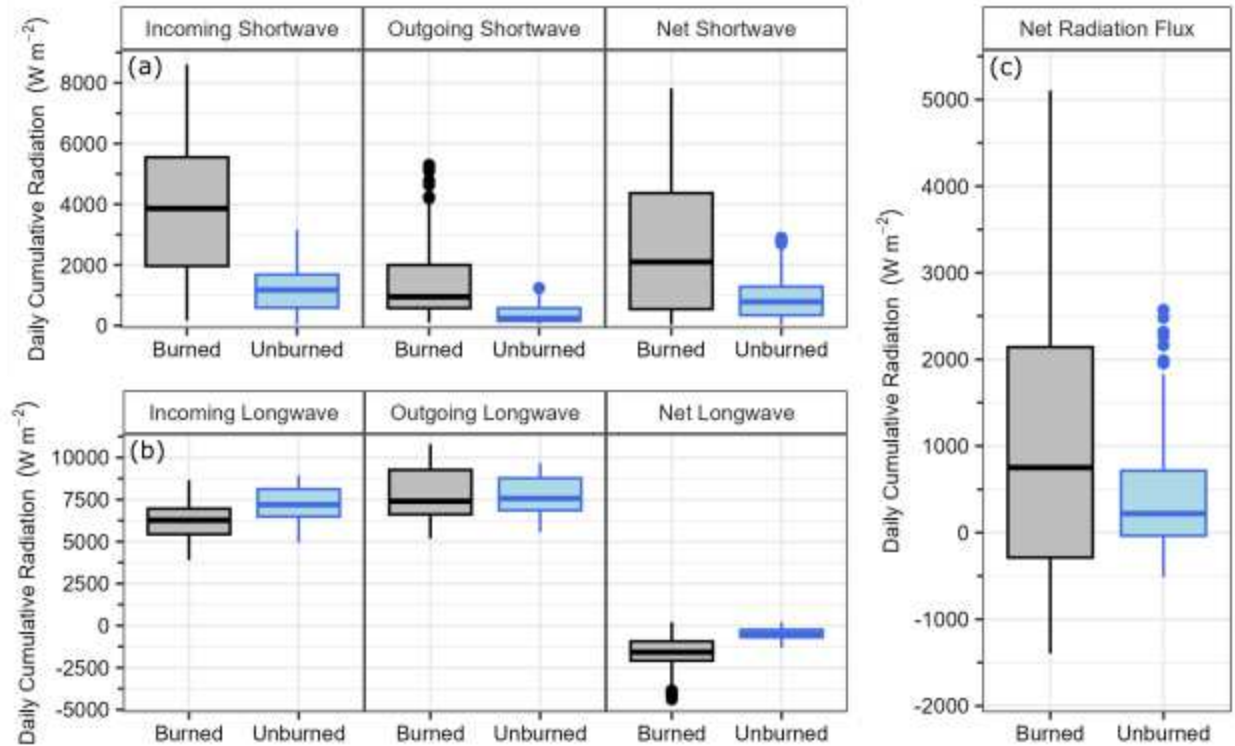 Incoming Shortwave Outgoing Shortwave Net Shortwave
(a)
Daily Cumulative Radiation (W m⁻²)
8000
6000
4000
2000
0
Burned Unburned Burned Unburned Burned Unburned
Incoming Longwave Outgoing Longwave Net Longwave
(b)
Daily Cumulative Radiation (W m⁻²)
10000
7500
5000
2500
0
-2500
-5000
Burned Unburned Burned Unburned Burned Unburned
Net Radiation Flux
(c)
Daily Cumulative Radiation (W m⁻²)
5000
4000
3000
2000
1000
0
-1000
-2000
Burned Unburned